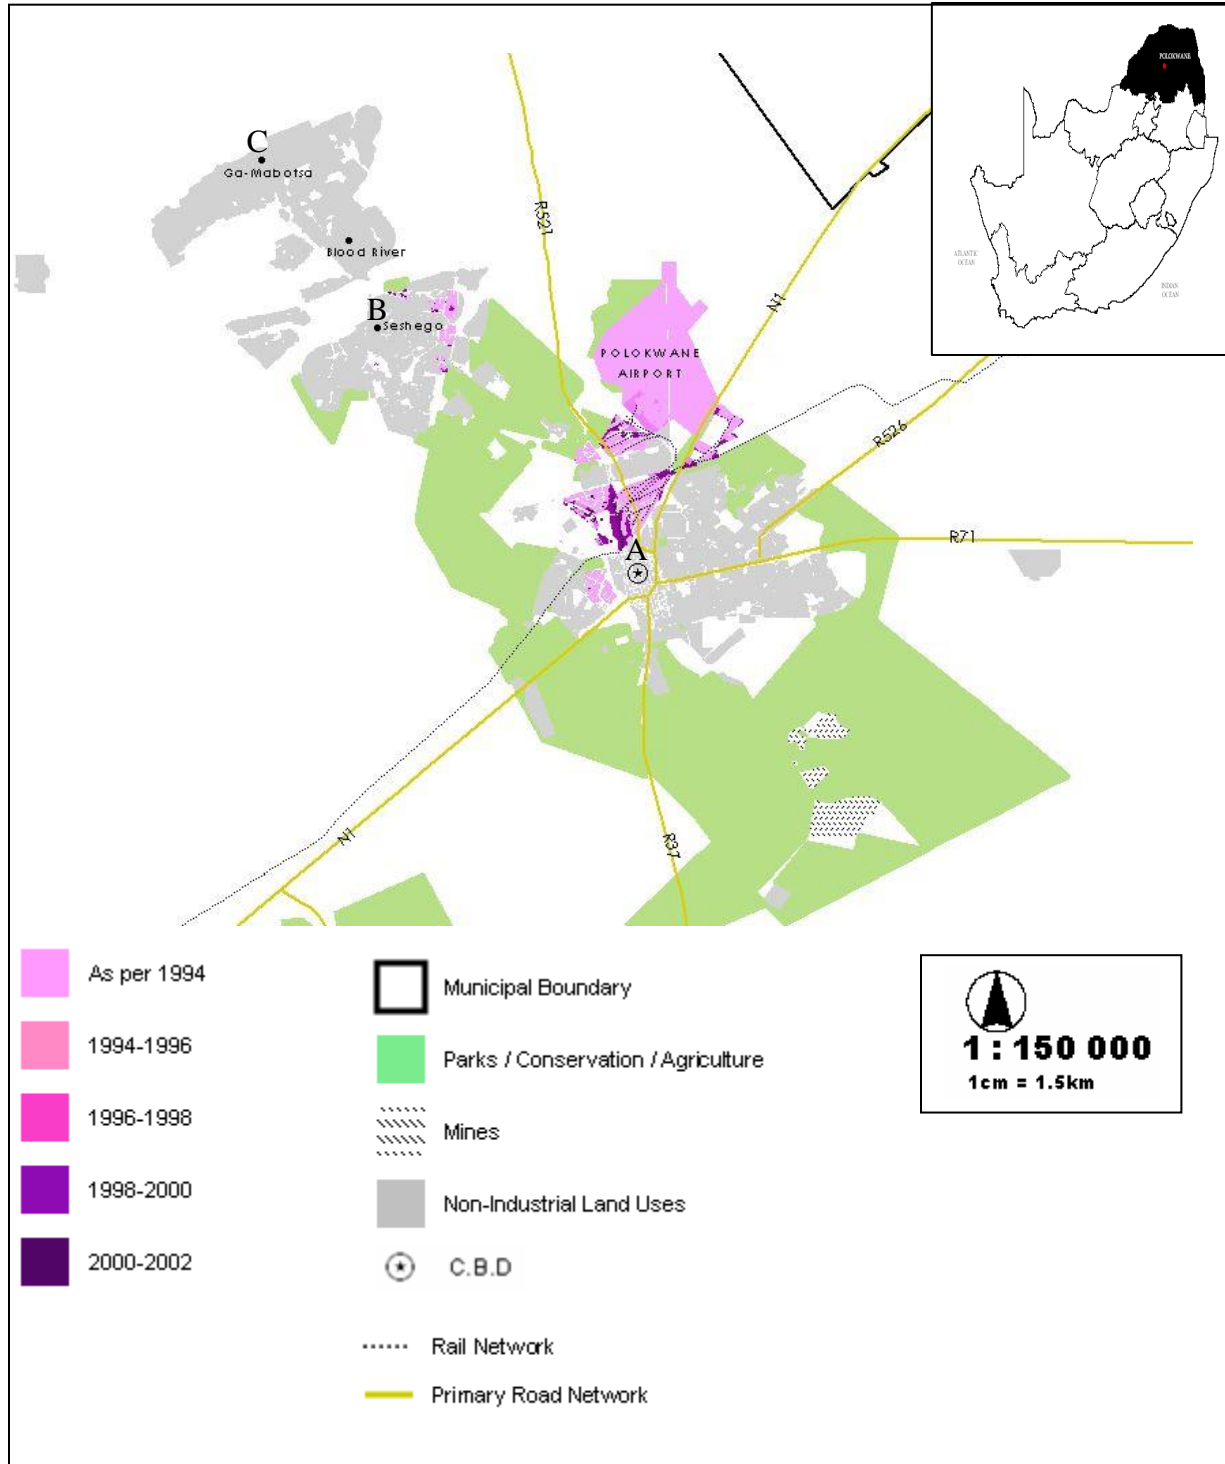 POLOKWANE
ATLANTIC
OCEAN
INDIAN
OCEAN
C
Ga-Mabotsa
Blood River
B
Seshego
R521
N1
POLOKWANE
AIRPORT
R526
R71
A
N1
R37
As per 1994
1994-1996
1996-1998
1998-2000
2000-2002
Municipal Boundary
Parks / Conservation / Agriculture
Mines
Non-Industrial Land Uses
C.B.D
Rail Network
Primary Road Network
1 : 150 000
1cm = 1.5km